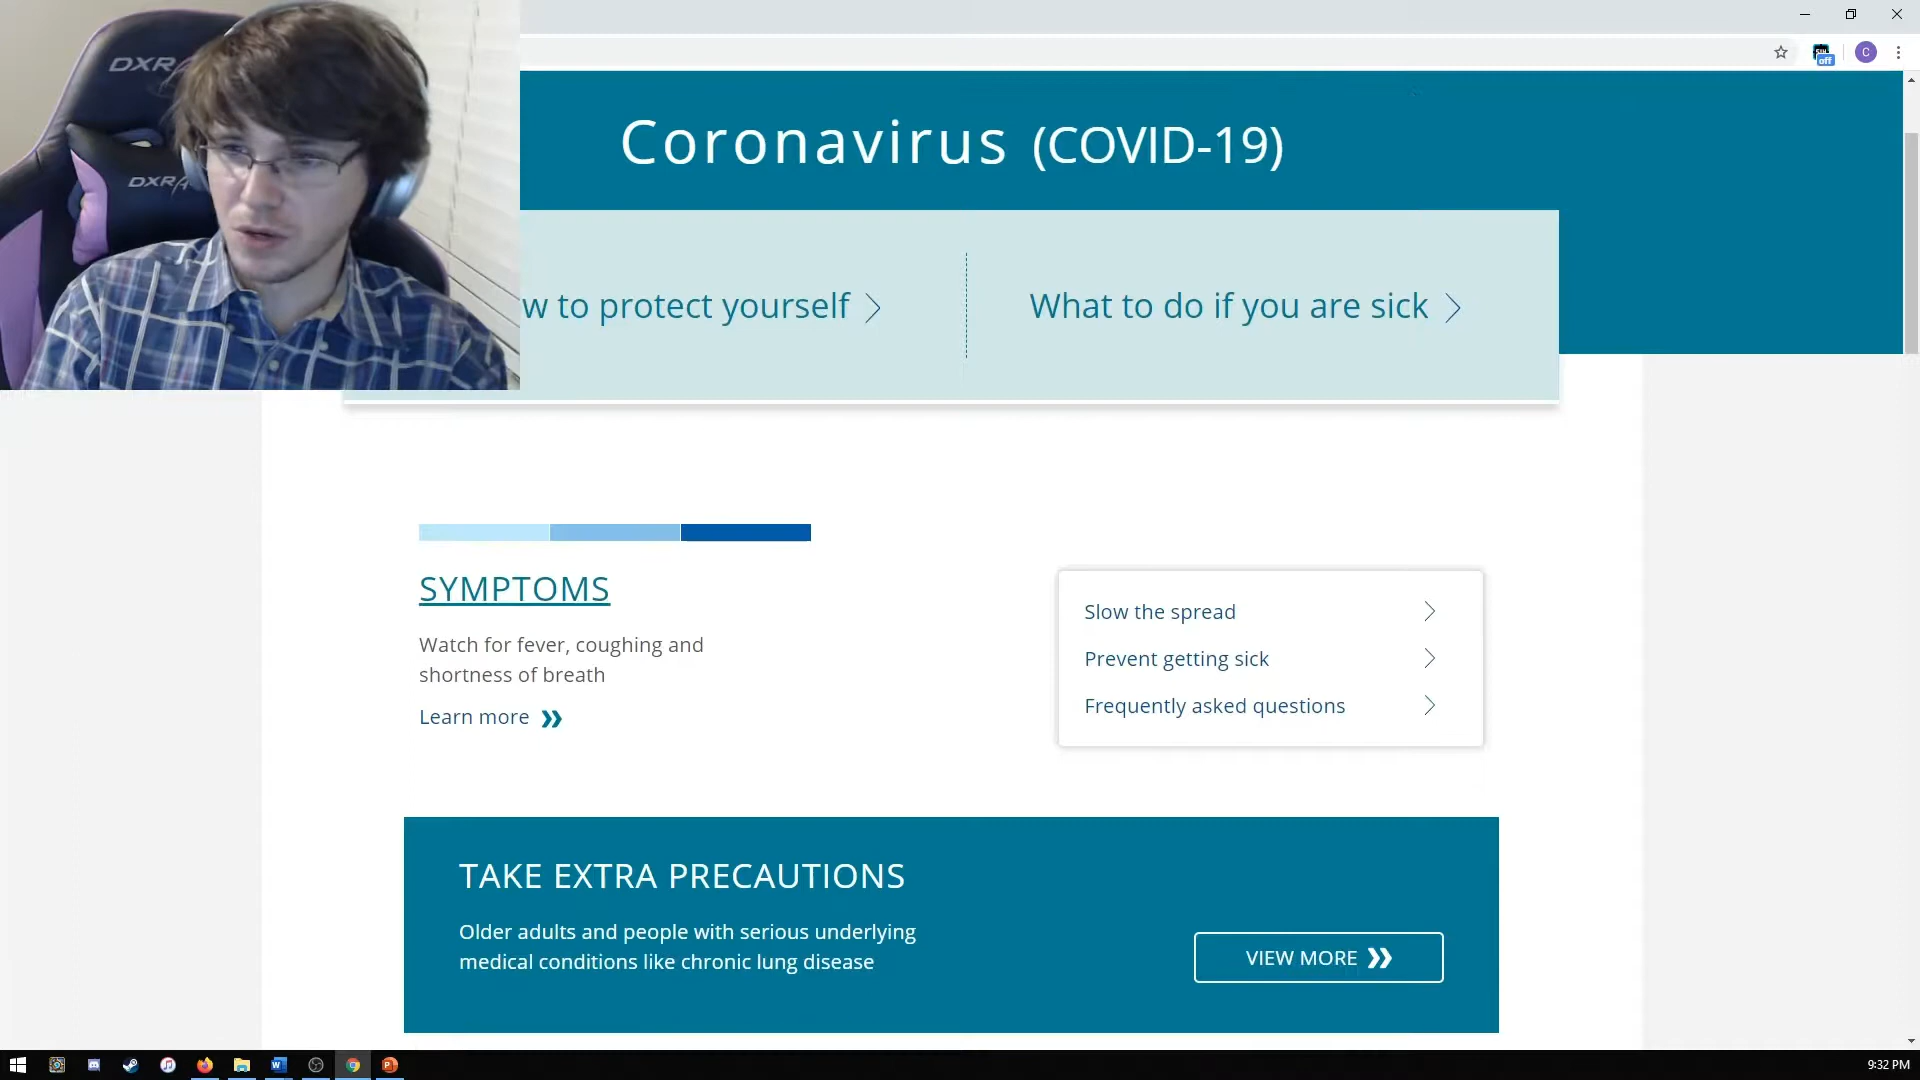 DXR
DXRA
C
off
Coronavirus (COVID-19)
w to protect yourself
What to do if you are sick
SYMPTOMS
Watch for fever, coughing and
shortness of breath
Learn more
Slow the spread
Prevent getting sick
Frequently asked questions
TAKE EXTRA PRECAUTIONS
Older adults and people with serious underlying
medical conditions like chronic lung disease
VIEW MORE
9:32 PM